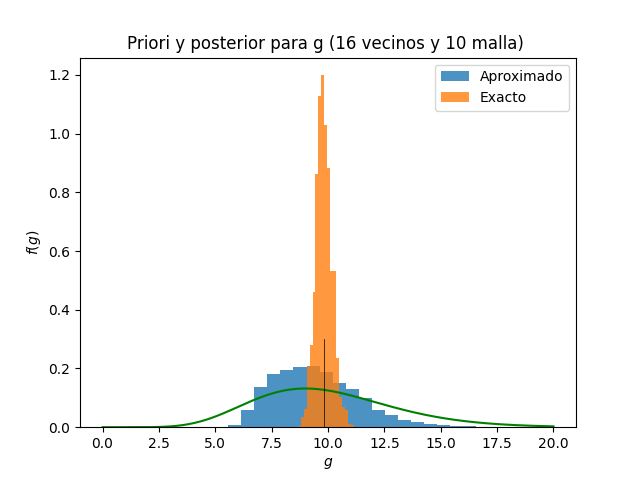 Priori y posterior para g (16 vecinos y 10 malla)
Aproximado
Exacto
1.2
1.0
0.8
0.6
0.4
0.2
0.0
f(g)
0.0 2.5 5.0 7.5 10.0 12.5 15.0 17.5 20.0
g